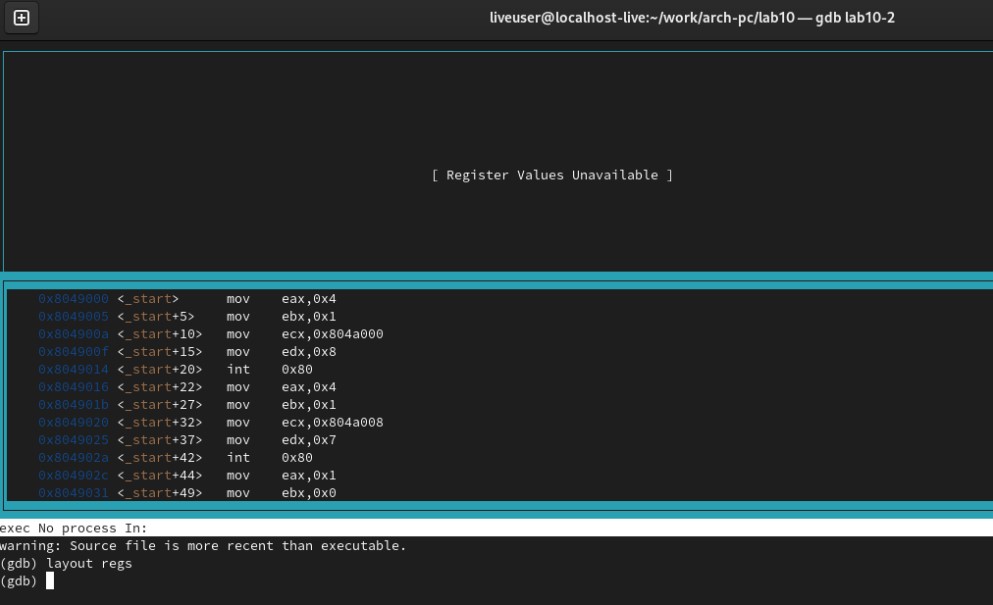 liveuser@localhost-live:~/work/arch-pc/lab10 — gdb lab10-2
[ Register Values Unavailable ]
0x8049000 <_start> mov eax,0x4
0x8049005 <_start+5> mov ebx,0x1
0x804900a <_start+10> mov ecx,0x804a000
0x804900f <_start+15> mov edx,0x8
0x8049014 <_start+20> int 0x80
0x8049016 <_start+22> mov eax,0x4
0x804901b <_start+27> mov ebx,0x1
0x8049020 <_start+32> mov ecx,0x804a008
0x8049025 <_start+37> mov edx,0x7
0x804902a <_start+42> int 0x80
0x804902c <_start+44> mov eax,0x1
0x8049031 <_start+49> mov ebx,0x0
exec No process In:
warning: Source file is more recent than executable.
(gdb) layout regs
(gdb)